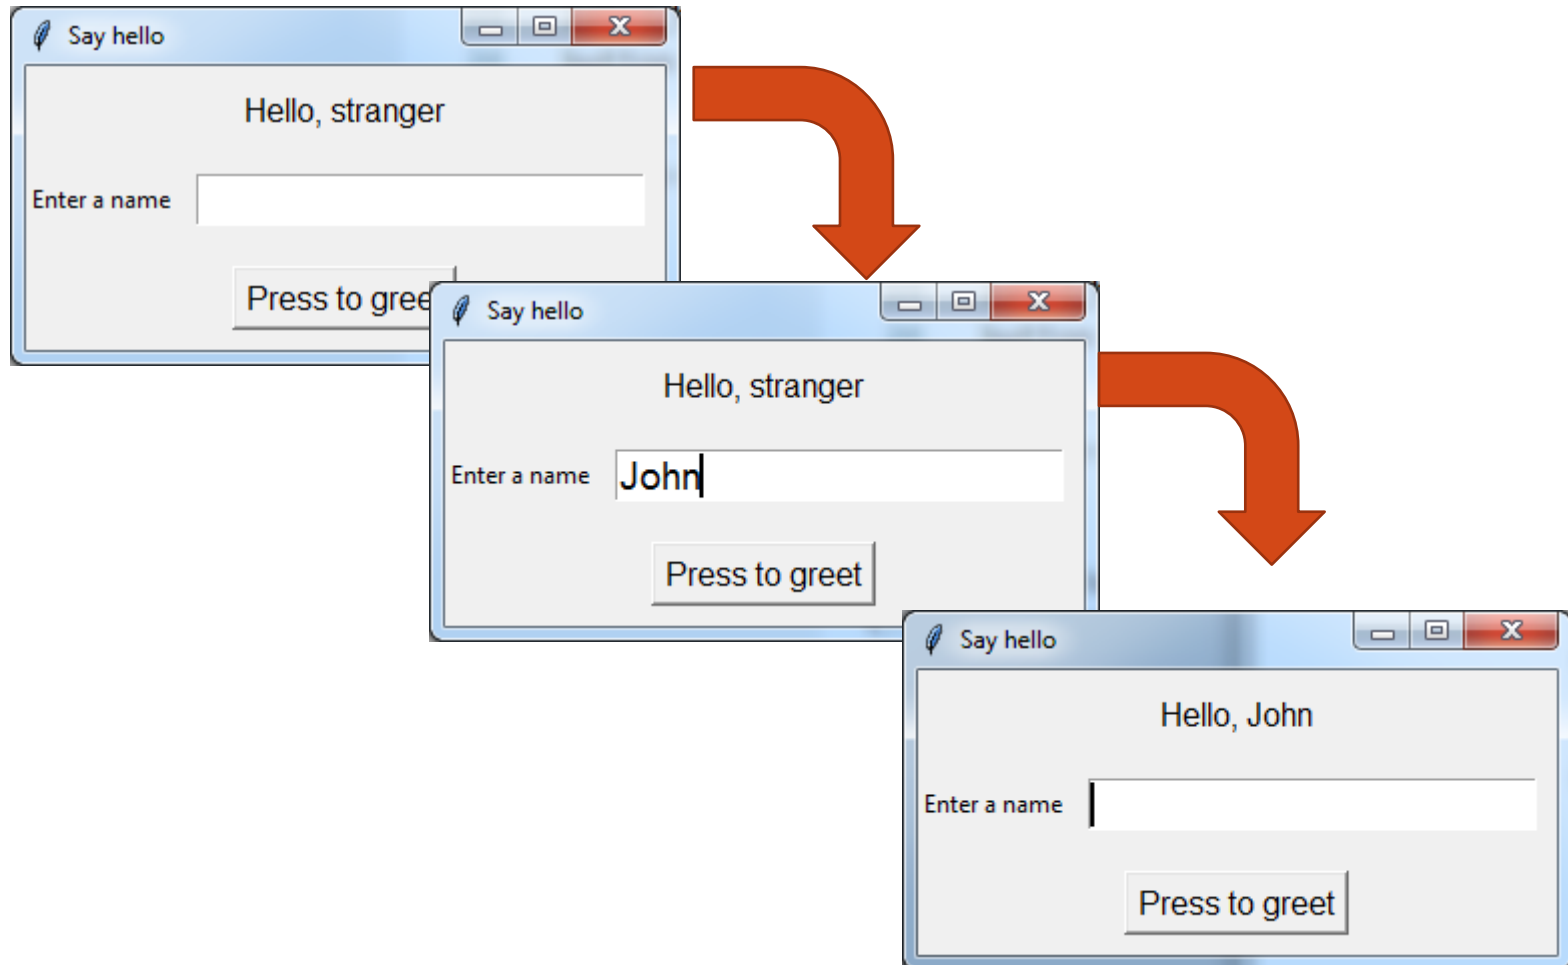 Say hello
Hello, stranger
Enter a name
Press to gree
Say hello
Hello, stranger
Enter a name John
Press to greet
Say hello
Hello, John
Enter a name
Press to greet